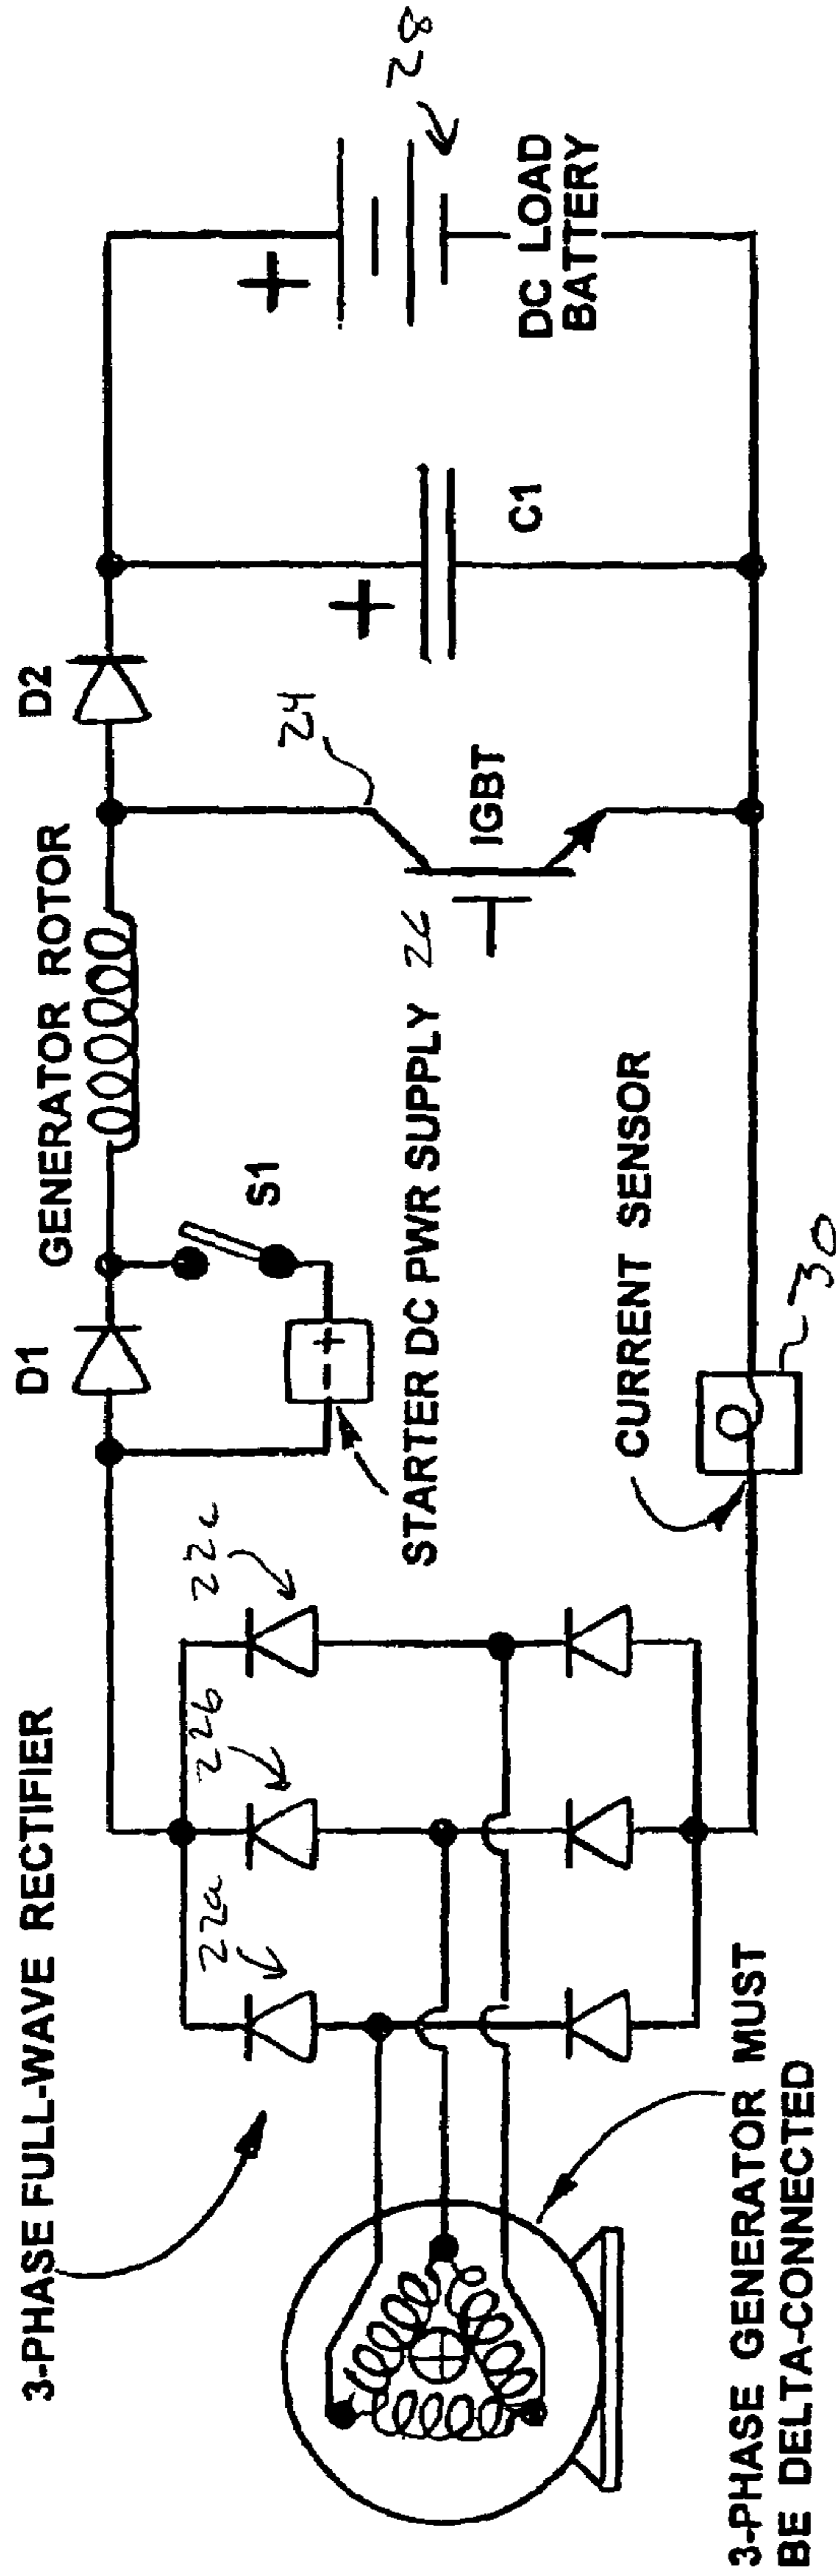 3-PHASE FULL-WAVE RECTIFIER
22a
22b
22c
D1
GENERATOR ROTOR
D2
S1
STARTER DC PWR SUPPLY 26
24
IGBT
+
C1
+
28
DC LOAD
BATTERY
- - - +
CURRENT SENSOR
30
3-PHASE GENERATOR MUST
BE DELTA-CONNECTED